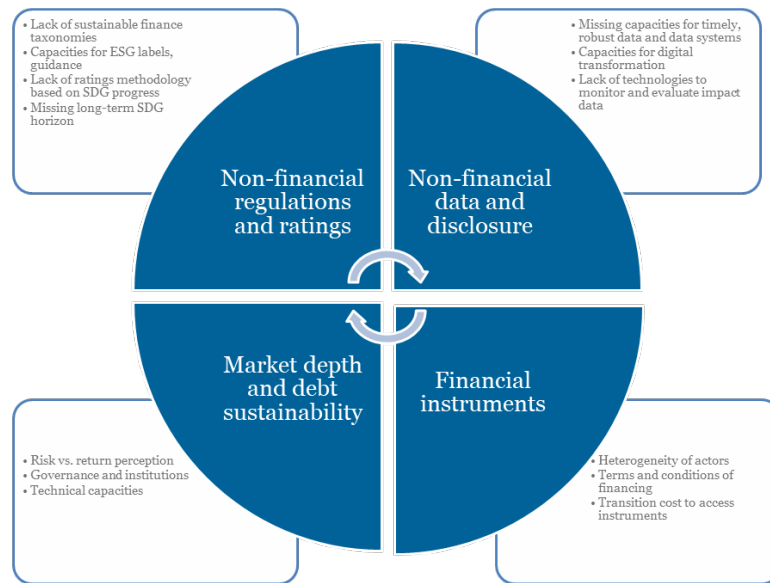 • Lack of sustainable finance
taxonomies
• Capacities for ESG labels,
guidance
• Lack of ratings methodology
based on SDG progress
• Missing long-term SDG
horizon
• Missing capacities for timely,
robust data and data systems
• Capacities for digital
transformation
• Lack of technologies to
monitor and evaluate impact
data
Non-financial
regulations
and ratings
Non-financial
data and
disclosure
Market depth
and debt
sustainability
Financial
instruments
• Risk vs. return perception
• Governance and institutions
• Technical capacities
• Heterogeneity of actors
• Terms and conditions of
financing
• Transition cost to access
instruments